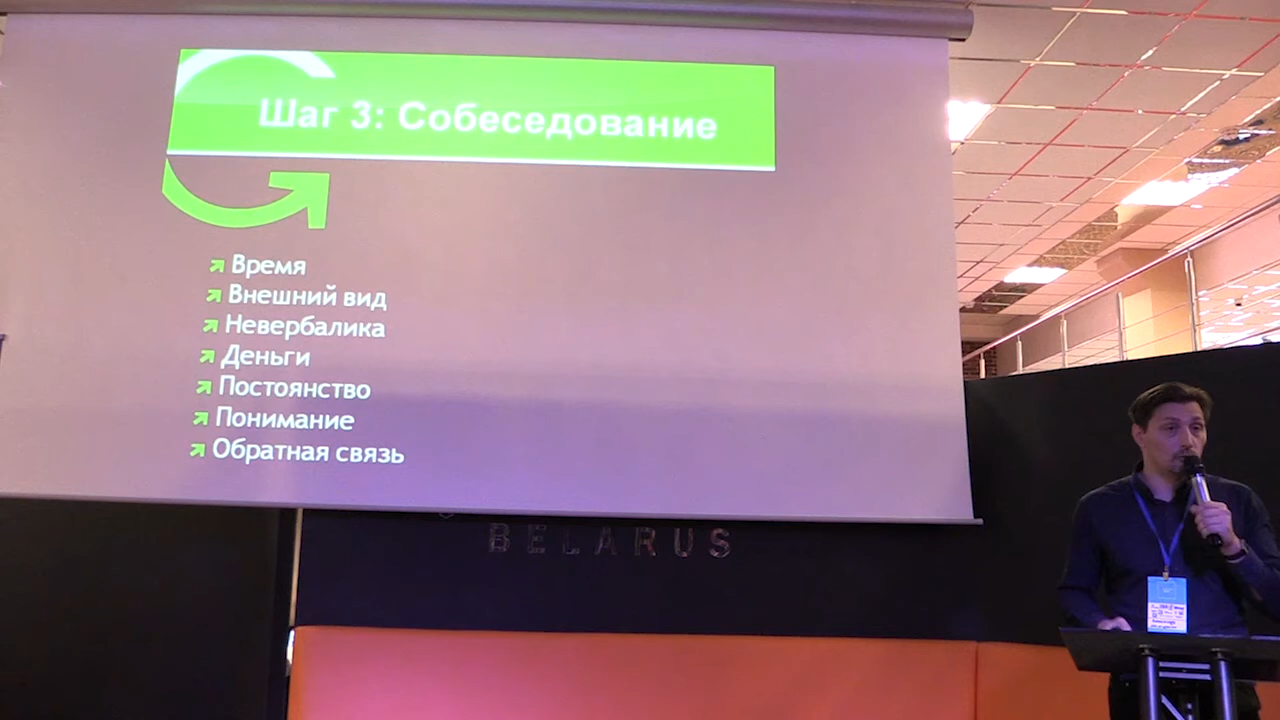 Шаг 3: Собеседование
Время
Внешний вид
Невербалика
Деньги
Постоянство
Понимание
Обратная связь
BELARUS